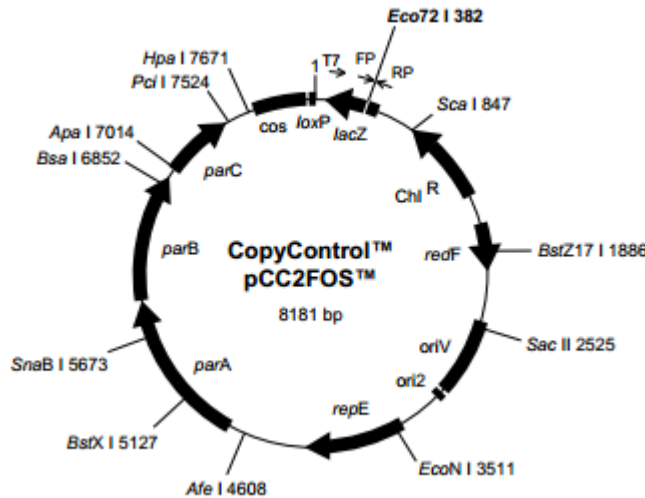 Eco72 I 382
Hpa I 7671
1 T7 FP
RP
Pci I 7524
Sca I 847
cos loxP lacZ
Apa I 7014
Bsa I 6852
parC
Chl R
parB
CopyControl™
pCC2FOS™
8181 bp
redF
BstZ17 I 1886
SnaB I 5673
parA
oriV
Sac II 2525
ori2
repE
BstX I 5127
EcoN I 3511
Afe I 4608